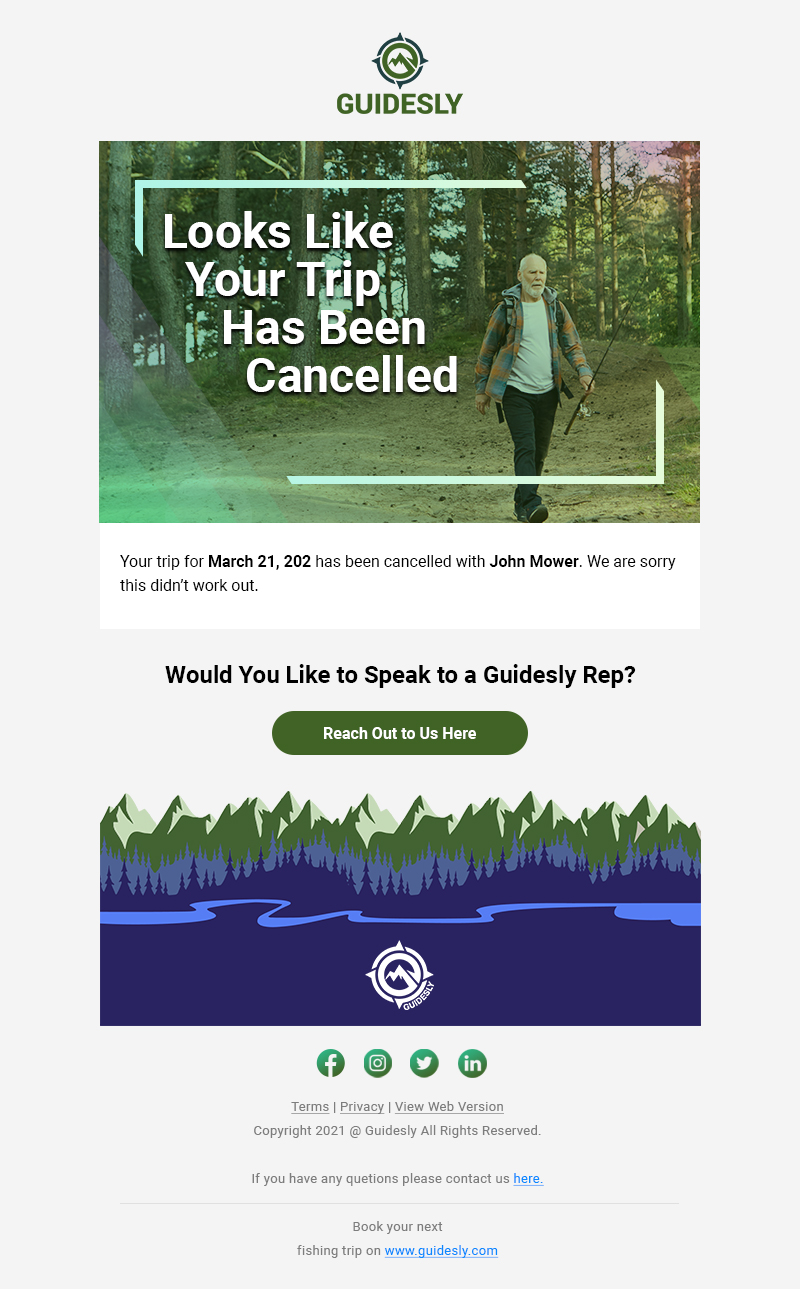 GUIDESLY
Looks Like
Your Trip
Has Been
Cancelled
Your trip for March 21, 202 has been cancelled with John Mower. We are sorry
this didn’t work out.
Would You Like to Speak to a Guidesly Rep?
Reach Out to Us Here
GUIDESLY
Terms | Privacy | View Web Version
Copyright 2021 @ Guidesly All Rights Reserved.
If you have any quetions please contact us here.
Book your next
fishing trip on www.guidesly.com